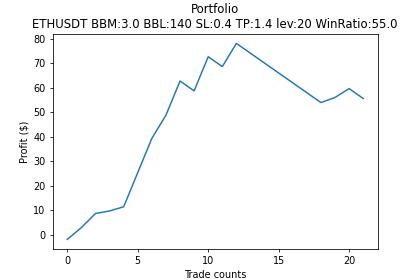 Portfolio
ETHUSDT BBM:3.0 BBL:140 SL:0.4 TP:1.4 lev:20 WinRatio:55.0
80
70
60
50
40
30
20
10
0
Profit ($)
0 5 10 15 20
Trade counts